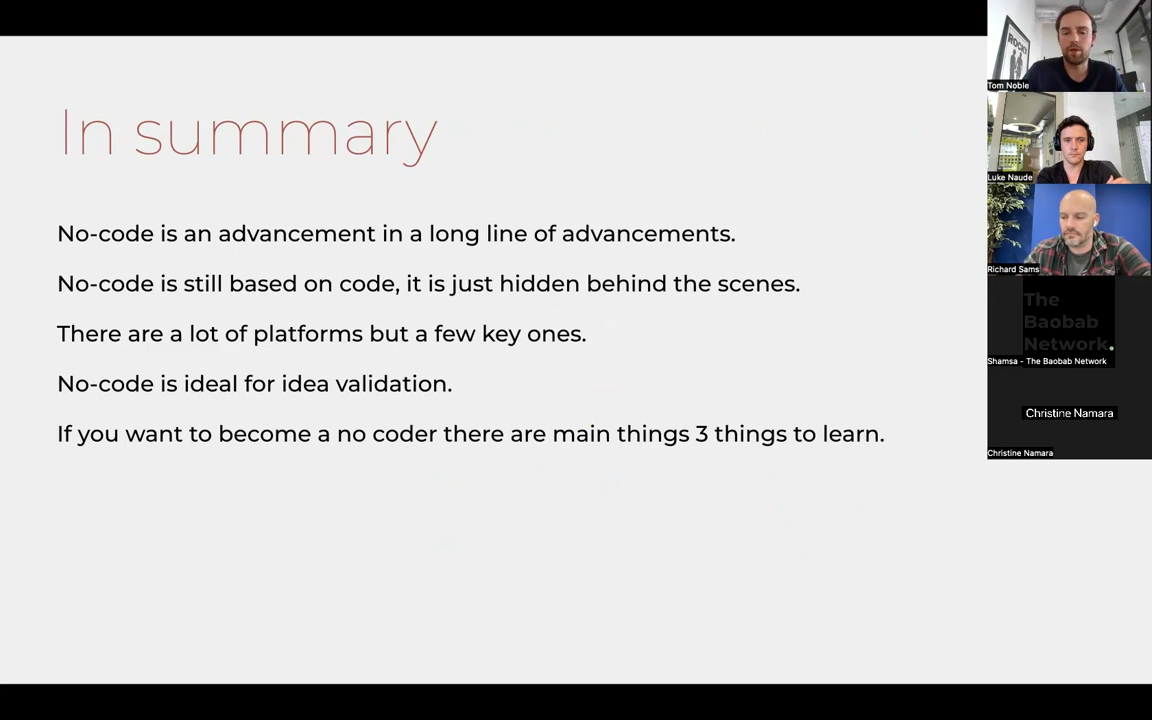 In summary
No-code is an advancement in a long line of advancements.
No-code is still based on code, it is just hidden behind the scenes.
There are a lot of platforms but a few key ones.
No-code is ideal for idea validation.
If you want to become a no coder there are main things 3 things to learn.
ROCKY
Tom Noble
Luke Naude
Richard Sams
The
Baobab
Network.
Shamsa - The Baobab Network
Christine Namara
Christine Namara